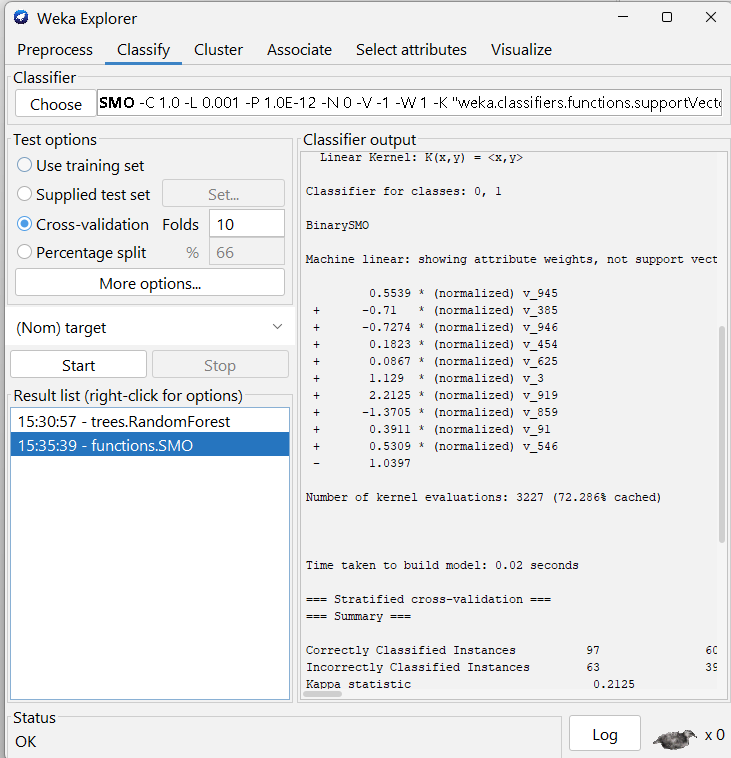 Weka Explorer
Preprocess Classify Cluster Associate Select attributes Visualize
Classifier
Choose SMO -C 1.0 -L 0.001 -P 1.0E-12 -N 0 -V -1 -W 1 -K "weka.classifiers.functions.supportVecto
Test options
Use training set
Supplied test set Set...
Cross-validation Folds 10
Percentage split % 66
More options...
(Nom) target
Start Stop
Result list (right-click for options)
15:30:57 - trees.RandomForest
15:35:39 - functions.SMO
Classifier output
Linear Kernel: K(x,y) = <x,y>
Classifier for classes: 0, 1
BinarySMO
Machine linear: showing attribute weights, not support vect
0.5539 * (normalized) v_945
+ -0.71 * (normalized) v_385
+ -0.7274 * (normalized) v_946
+ 0.1823 * (normalized) v_454
+ 0.0867 * (normalized) v_625
+ 1.129 * (normalized) v_3
+ 2.2125 * (normalized) v_919
+ -1.3705 * (normalized) v_859
+ 0.3911 * (normalized) v_91
+ 0.5309 * (normalized) v_546
- 1.0397
Number of kernel evaluations: 3227 (72.286% cached)
Time taken to build model: 0.02 seconds
=== Stratified cross-validation ===
=== Summary ===
Correctly Classified Instances 97 60
Incorrectly Classified Instances 63 39
Kappa statistic 0.2125
Status
OK
Log x 0